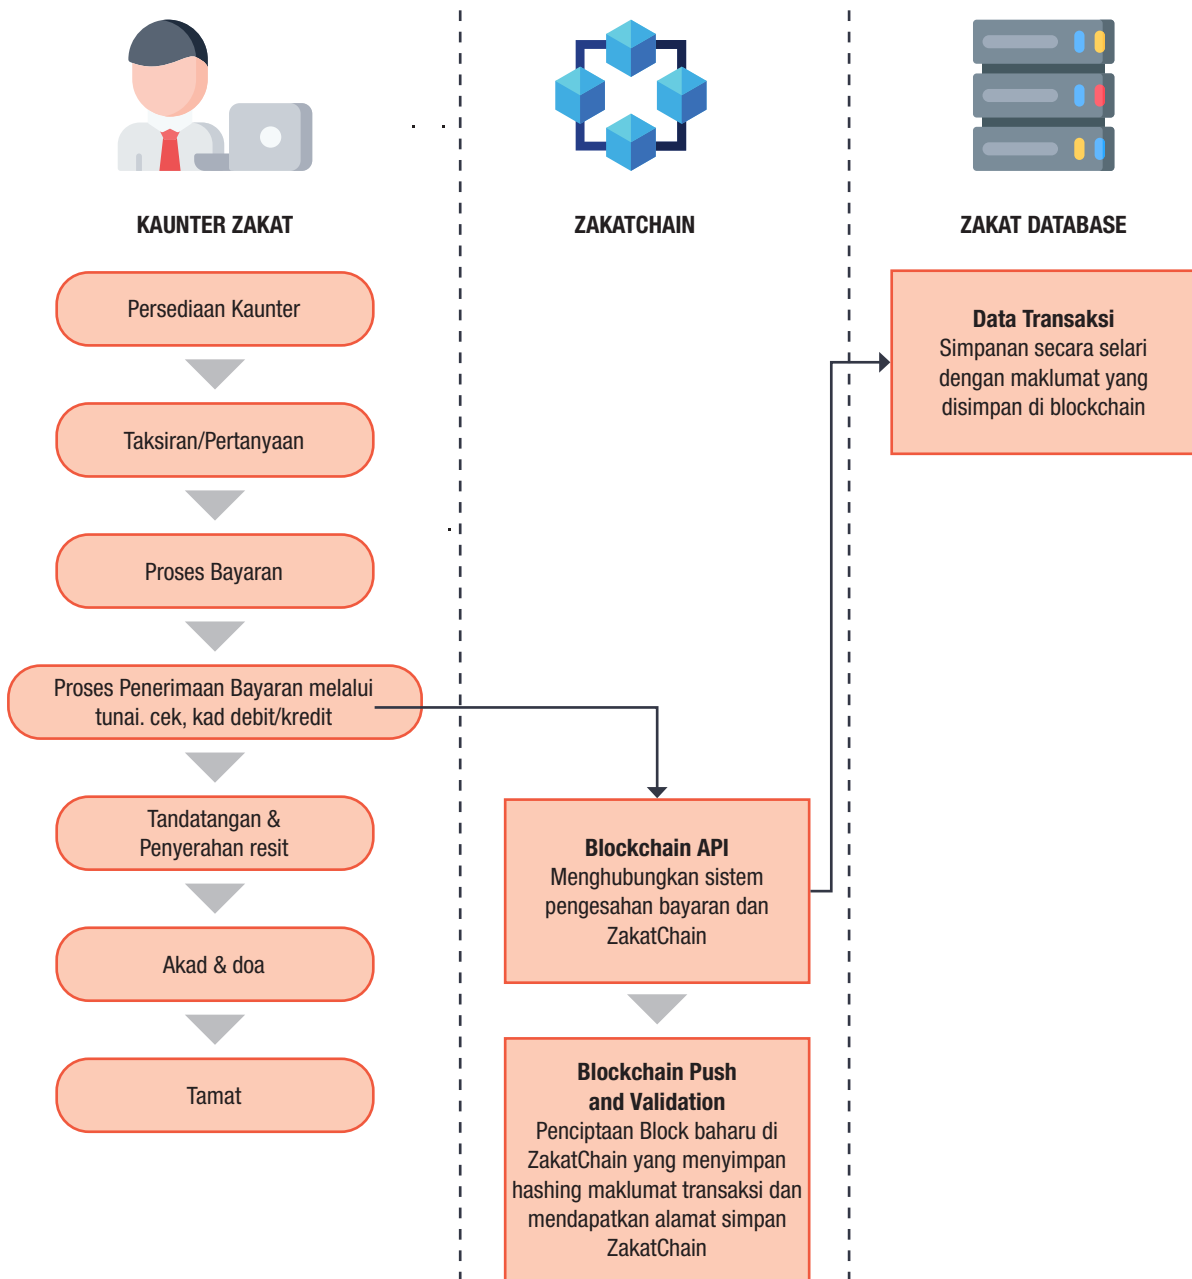 KAUNTER ZAKAT
Persediaan Kaunter
Taksiran/Pertanyaan
Proses Bayaran
Proses Penerimaan Bayaran melalui
tunai. cek, kad debit/kredit
Tandatangan &
Penyerahan resit
Akad & doa
Tamat
ZAKATCHAIN
Blockchain API
Menghubungkan sistem
pengesahan bayaran dan
ZakatChain
Blockchain Push
and Validation
Penciptaan Block baharu di
ZakatChain yang menyimpan
hashing maklumat transaksi dan
mendapatkan alamat simpan
ZakatChain
ZAKAT DATABASE
Data Transaksi
Simpanan secara selari
dengan maklumat yang
disimpan di blockchain